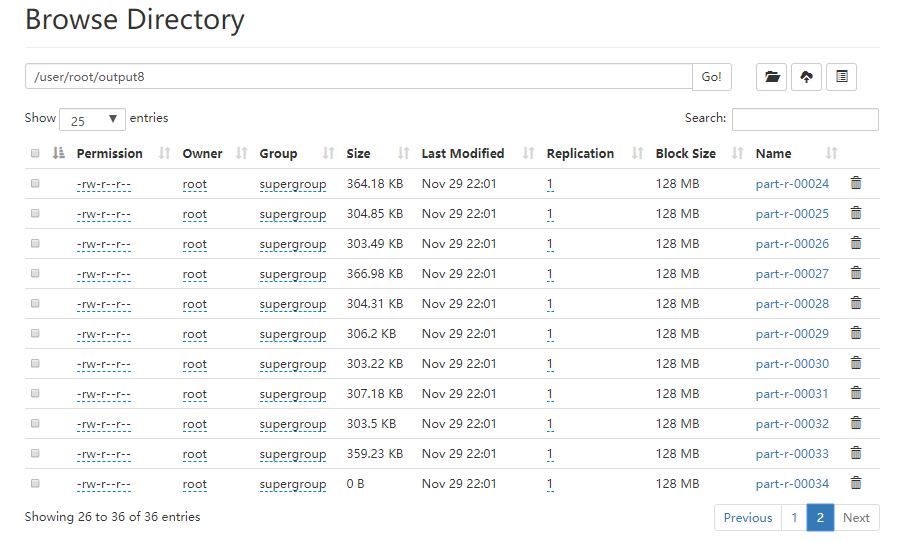 Browse Directory
/user/root/output8 Go!
Show 25 entries Search:
Permission Owner Group Size Last Modified Replication Block Size Name
-rw-r--r-- root supergroup 364.18 KB Nov 29 22:01 1 128 MB part-r-00024
-rw-r--r-- root supergroup 304.85 KB Nov 29 22:01 1 128 MB part-r-00025
-rw-r--r-- root supergroup 303.49 KB Nov 29 22:01 1 128 MB part-r-00026
-rw-r--r-- root supergroup 366.98 KB Nov 29 22:01 1 128 MB part-r-00027
-rw-r--r-- root supergroup 304.31 KB Nov 29 22:01 1 128 MB part-r-00028
-rw-r--r-- root supergroup 306.2 KB Nov 29 22:01 1 128 MB part-r-00029
-rw-r--r-- root supergroup 303.22 KB Nov 29 22:01 1 128 MB part-r-00030
-rw-r--r-- root supergroup 307.18 KB Nov 29 22:01 1 128 MB part-r-00031
-rw-r--r-- root supergroup 303.5 KB Nov 29 22:01 1 128 MB part-r-00032
-rw-r--r-- root supergroup 359.23 KB Nov 29 22:01 1 128 MB part-r-00033
-rw-r--r-- root supergroup 0 B Nov 29 22:01 1 128 MB part-r-00034
Showing 26 to 36 of 36 entries Previous 1 2 Next